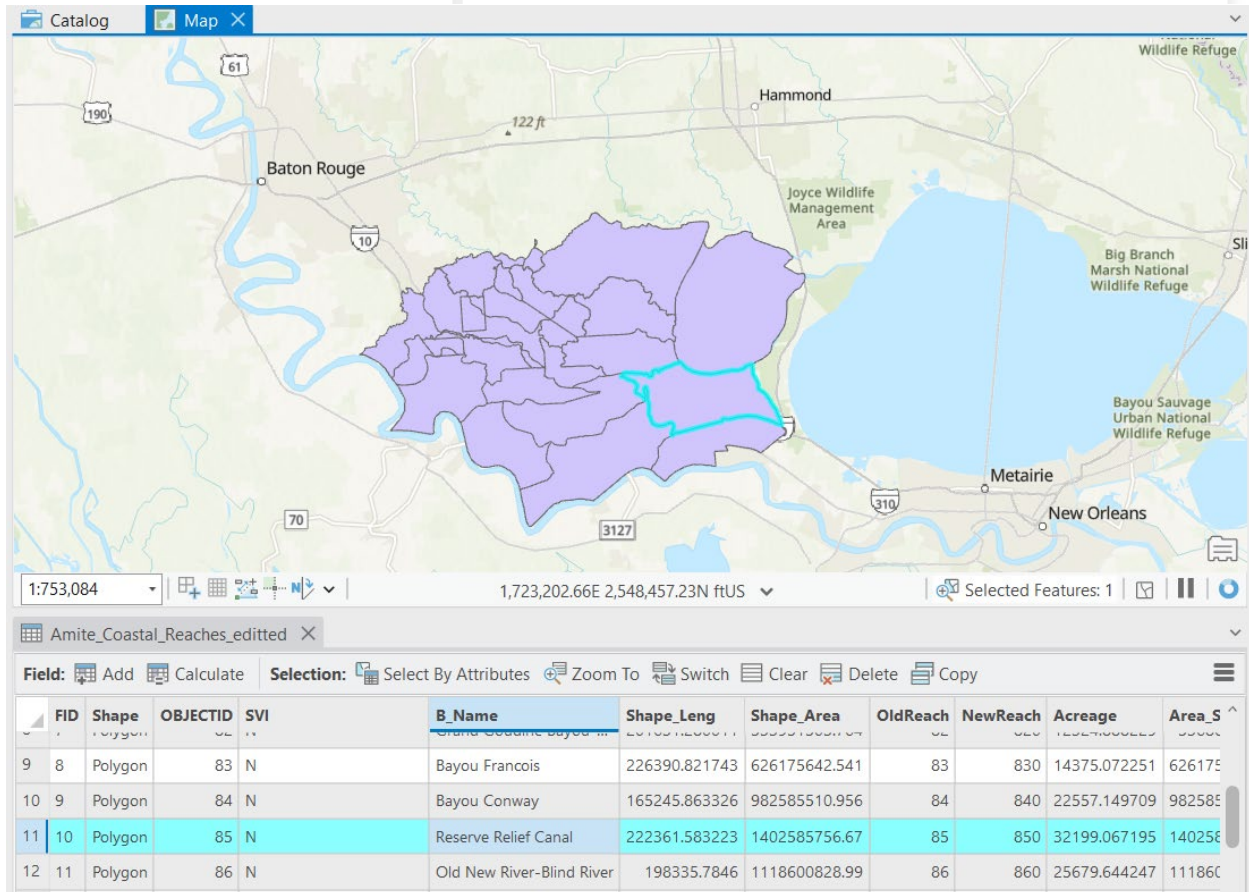 Catalog
Map
Wildlife Refuge
61
190
Hammond
122 ft
Baton Rouge
Joyce Wildlife
Management
Area
10
Big Branch
Marsh National
Wildlife Refuge
Sli
Bayou Sauvage
Urban National
Wildlife Refuge
Metairie
310
New Orleans
70
3127
1:753,084
1,723,202.66E 2,548,457.23N ftUS
Selected Features: 1
Amite_Coastal_Reaches_editted
Field: Add Calculate Selection: Select By Attributes Zoom To Switch Clear Delete Copy
FID Shape OBJECTID SVI B_Name Shape_Leng Shape_Area OldReach NewReach Acreage Area_S
9 8 Polygon 83 N Bayou Francois 226390.821743 626175642.541 83 830 14375.072251 626175
10 9 Polygon 84 N Bayou Conway 165245.863326 982585510.956 84 840 22557.149709 982585
11 10 Polygon 85 N Reserve Relief Canal 222361.583223 1402585756.67 85 850 32199.067195 140258
12 11 Polygon 86 N Old New River-Blind River 198335.7846 1118600828.99 86 860 25679.644247 111860